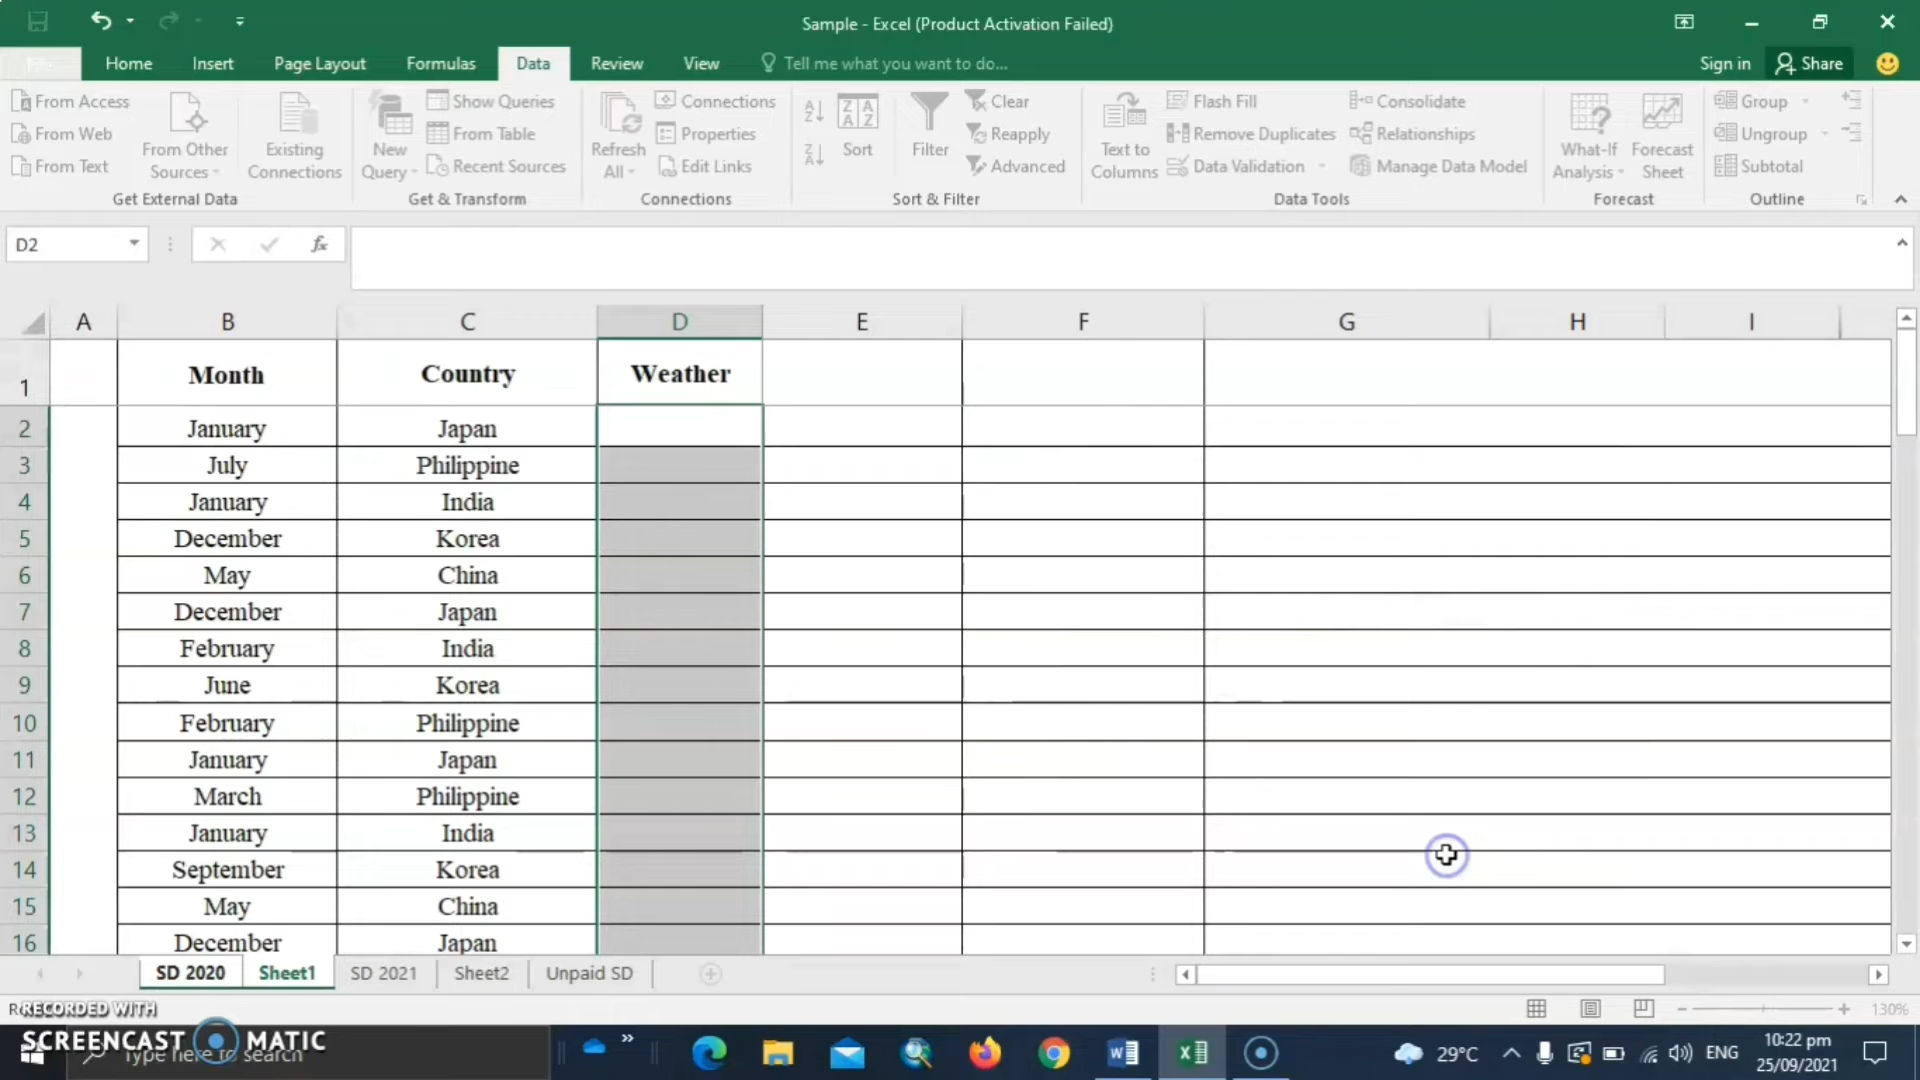 Sample - Excel (Product Activation Failed)
Home Insert Page Layout Formulas Data Review View Tell me what you want to do... Sign in Share
From Access
From Web
From Text
From Other
Sources
Existing
Connections
Get External Data
New
Query
Show Queries
From Table
Recent Sources
Get & Transform
Refresh
All
Connections
Properties
Edit Links
Connections
Sort
Filter
Clear
Reapply
Advanced
Sort & Filter
Text to
Columns
Flash Fill
Remove Duplicates
Data Validation
Consolidate
Relationships
Manage Data Model
Data Tools
What-If
Analysis
Forecast
Sheet
Forecast
Group
Ungroup
Subtotal
Outline
D2 fx
A B C D E F G H I
1 Month Country Weather
2 January Japan
3 July Philippine
4 January India
5 December Korea
6 May China
7 December Japan
8 February India
9 June Korea
10 February Philippine
11 January Japan
12 March Philippine
13 January India
14 September Korea
15 May China
16 December Japan
SD 2020 Sheet1 SD 2021 Sheet2 Unpaid SD
RECORDED WITH
130%
SCREENCAST MATIC
Type here to search
29°C ENG
10:22 pm
25/09/2021